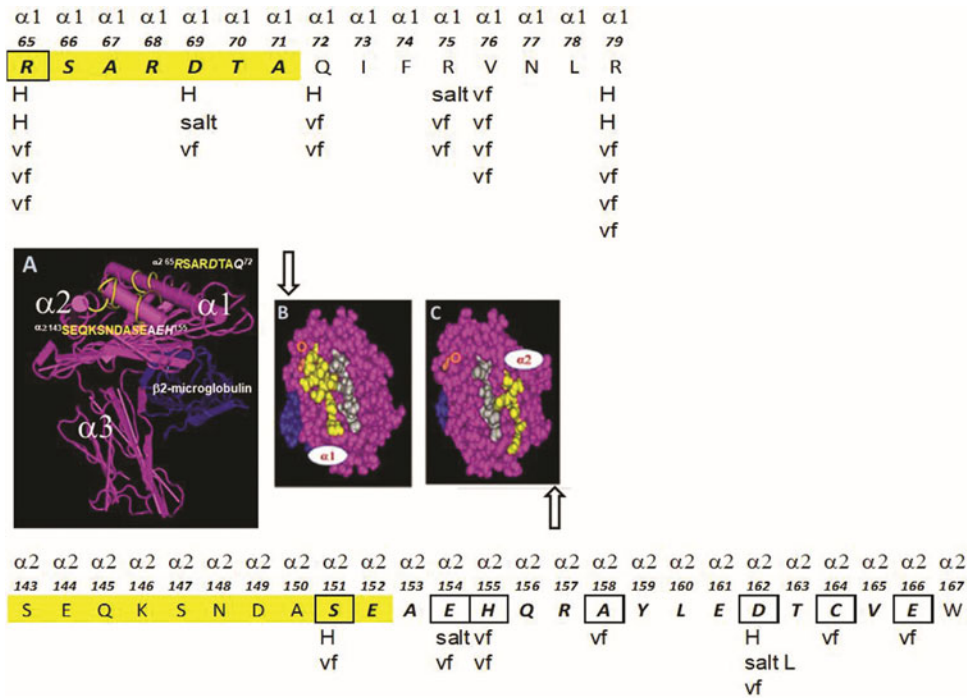 α1 α1 α1 α1 α1 α1 α1 α1 α1 α1 α1 α1 α1 α1 α1
65 66 67 68 69 70 71 72 73 74 75 76 77 78 79
R S A R D T A Q I F R V N L R
H H H salt vf H
H salt vf vf vf H
vf vf vf vf vf vf
vf vf vf
vf vf
vf
A
α2 65RSARDTAQ72
α2 α1
α2 143SEQKSNDASEAEH155
β2-microglobulin
α3
B
α1
C
α2
α2 α2 α2 α2 α2 α2 α2 α2 α2 α2 α2 α2 α2 α2 α2 α2 α2 α2 α2 α2 α2 α2 α2 α2 α2
143 144 145 146 147 148 149 150 151 152 153 154 155 156 157 158 159 160 161 162 163 164 165 166 167
S E Q K S N D A S E A E H Q R A Y L E D T C V E W
H salt vf vf H vf vf
vf vf vf salt L
vf